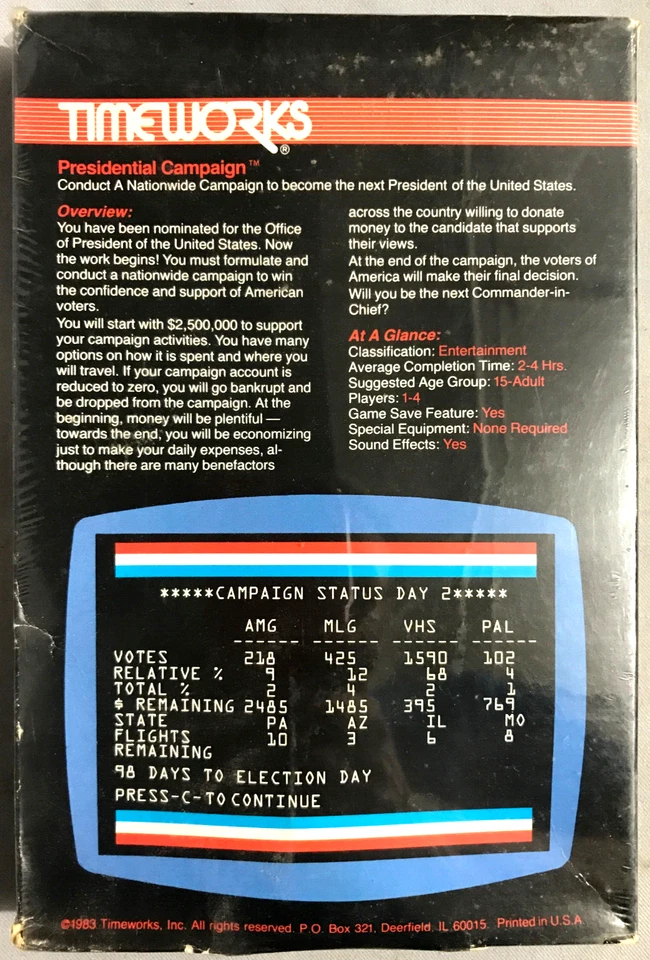 TIMEWORKS®
Presidential Campaign™
Conduct A Nationwide Campaign to become the next President of the United States.
Overview:
You have been nominated for the Office
of President of the United States. Now
the work begins! You must formulate and
conduct a nationwide campaign to win
the confidence and support of American
voters.
You will start with $2,500,000 to support
your campaign activities. You have many
options on how it is spent and where you
will travel. If your campaign account is
reduced to zero, you will go bankrupt and
be dropped from the campaign. At the
beginning, money will be plentiful —
towards the end, you will be economizing
just to make your daily expenses, al-
though there are many benefactors
across the country willing to donate
money to the candidate that supports
their views.
At the end of the campaign, the voters of
America will make their final decision.
Will you be the next Commander-in-
Chief?
At A Glance:
Classification: Entertainment
Average Completion Time: 2-4 Hrs.
Suggested Age Group: 15-Adult
Players: 1-4
Game Save Feature: Yes
Special Equipment: None Required
Sound Effects: Yes
*****CAMPAIGN STATUS DAY 2*****
AMG MLG VHS PAL
------ ------ ------ ------
VOTES 218 425 1590 102
RELATIVE % 9 12 68 4
TOTAL % 2 4 2 1
$ REMAINING 2485 1485 395 769
STATE PA AZ IL MO
FLIGHTS 10 3 6 8
REMAINING
98 DAYS TO ELECTION DAY
PRESS-C-TO CONTINUE
©1983 Timeworks, Inc. All rights reserved. P.O. Box 321, Deerfield, IL 60015. Printed in U.S.A.